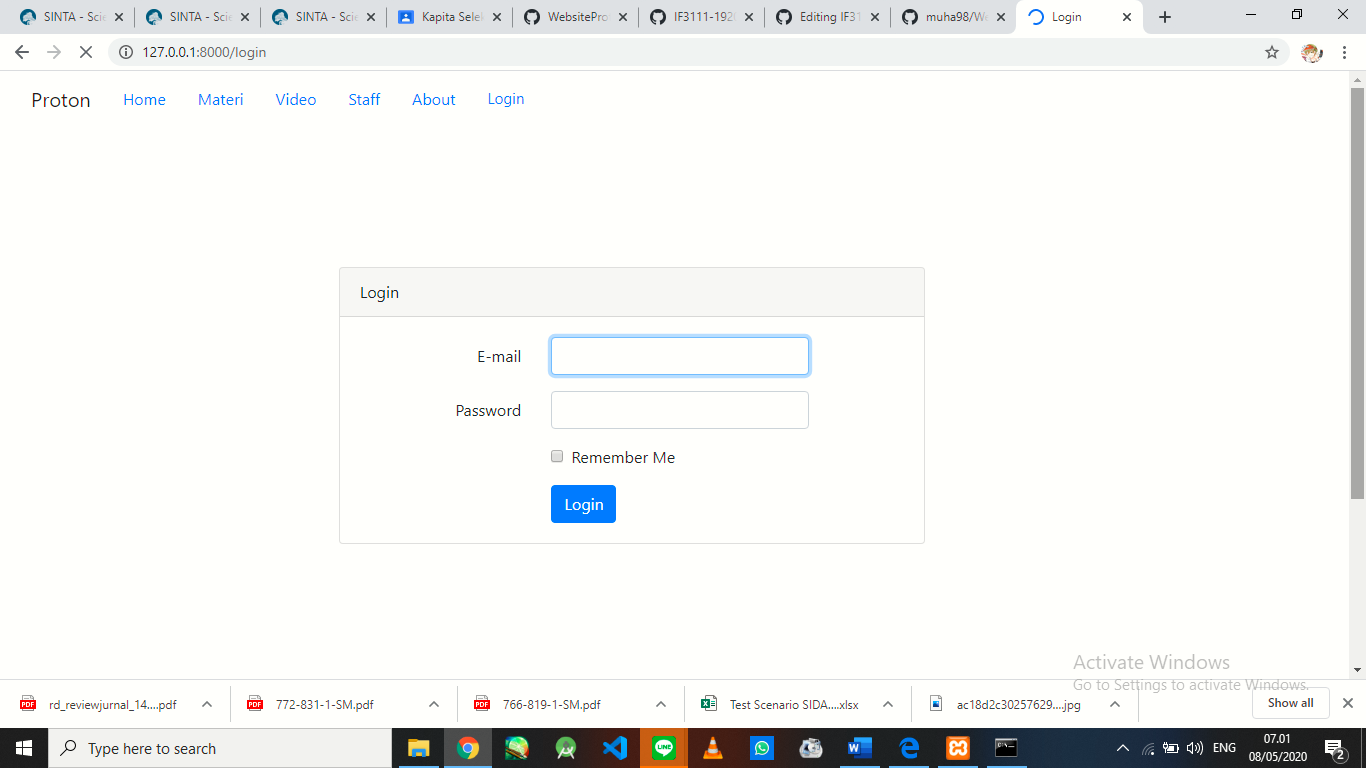 SINTA - Scie
SINTA - Scie
SINTA - Scie
Kapita Selek
WebsitePro
IF3111-192
Editing IF31
muha98/We
Login
127.0.0.1:8000/login
Proton Home Materi Video Staff About Login
Login
E-mail
Password
Remember Me
Login
Activate Windows
Go to Settings to activate Windows.
rd_reviewjurnal_14....pdf
772-831-1-SM.pdf
766-819-1-SM.pdf
Test Scenario SIDA....xlsx
ac18d2c30257629....jpg
Show all
Type here to search
ENG
07.01
08/05/2020
2